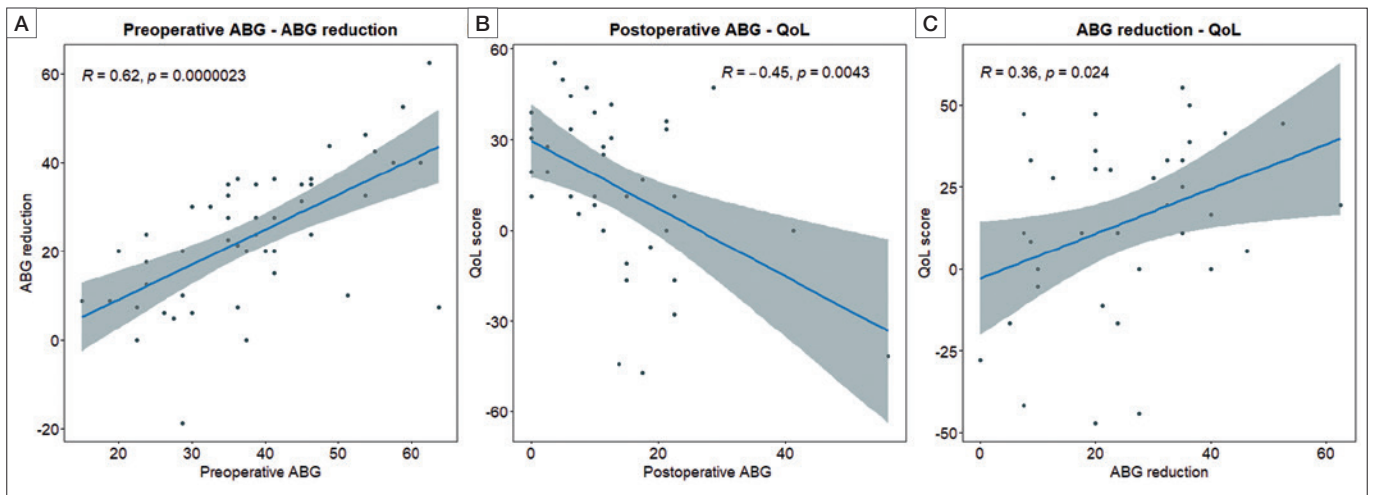 A
Preoperative ABG - ABG reduction
R = 0.62, p = 0.0000023
60
40
20
0
-20
ABG reduction
20
30
40
50
60
Preoperative ABG
B
Postoperative ABG - QoL
R = −0.45, p = 0.0043
60
30
0
-30
-60
QoL score
0
20
40
Postoperative ABG
C
ABG reduction - QoL
R = 0.36, p = 0.024
50
25
0
-25
-50
QoL score
0
20
40
60
ABG reduction